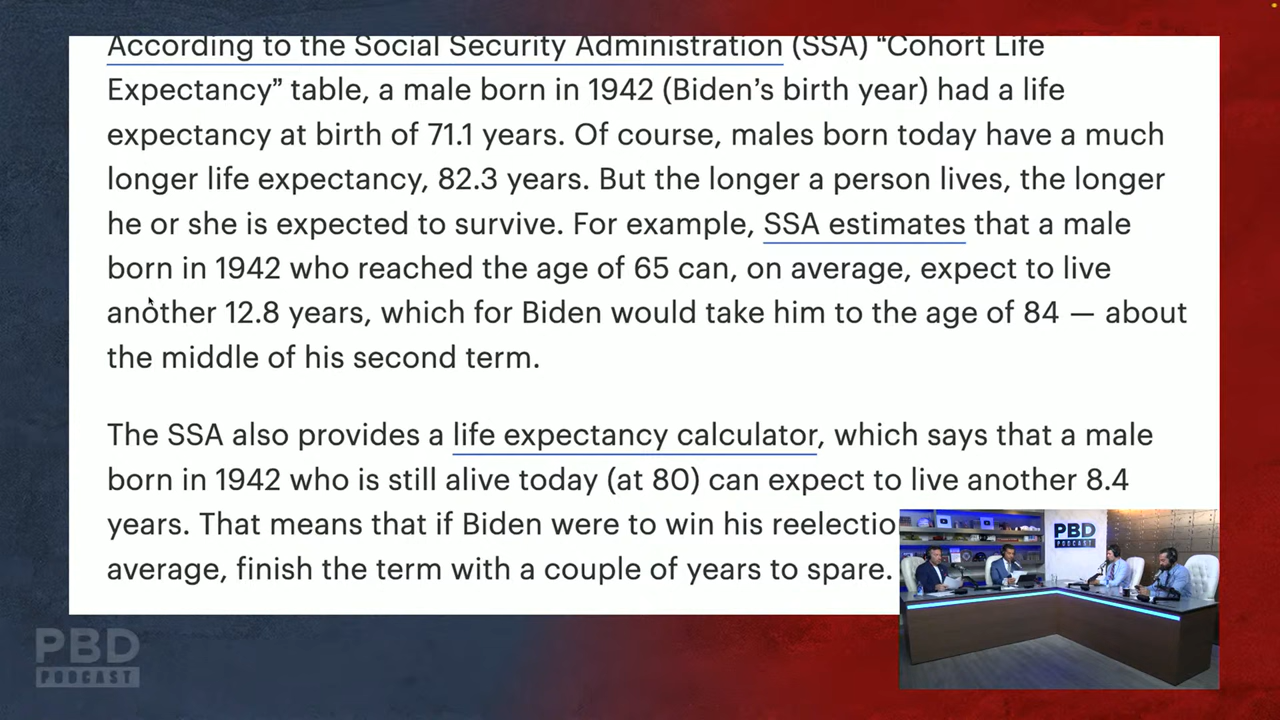 According to the Social Security Administration (SSA) “Cohort Life
Expectancy” table, a male born in 1942 (Biden’s birth year) had a life
expectancy at birth of 71.1 years. Of course, males born today have a much
longer life expectancy, 82.3 years. But the longer a person lives, the longer
he or she is expected to survive. For example, SSA estimates that a male
born in 1942 who reached the age of 65 can, on average, expect to live
another 12.8 years, which for Biden would take him to the age of 84 — about
the middle of his second term.
The SSA also provides a life expectancy calculator, which says that a male
born in 1942 who is still alive today (at 80) can expect to live another 8.4
years. That means that if Biden were to win his reelectio
average, finish the term with a couple of years to spare.
PBD
PODCAST
PBD
PODCAST